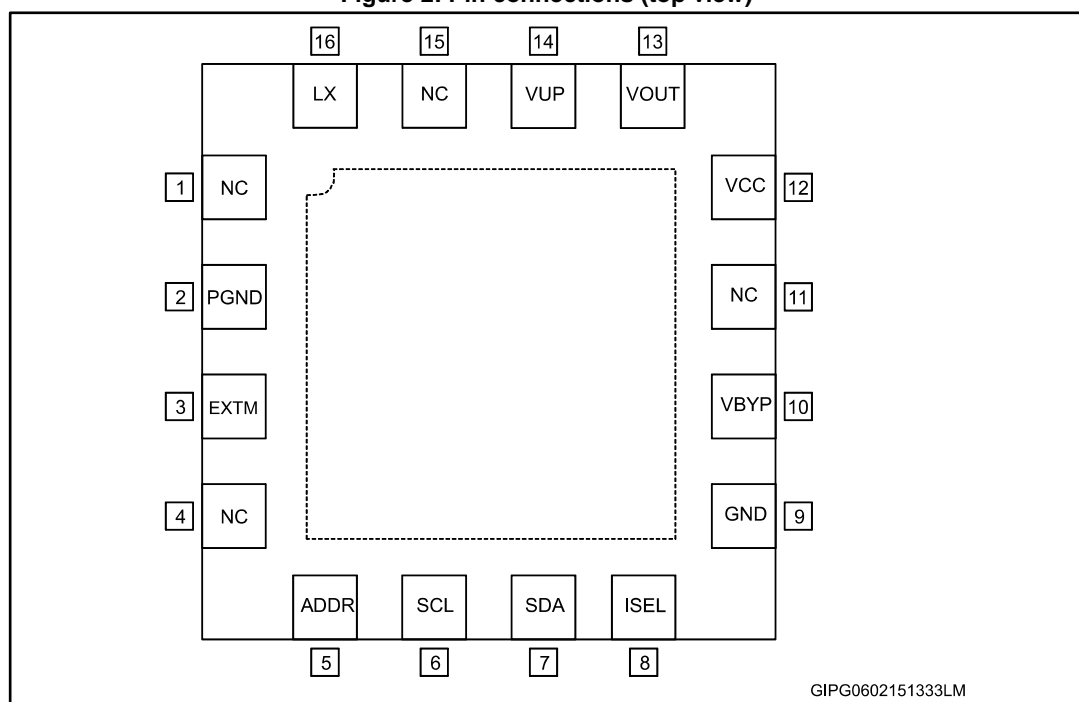 Figure 2. Pin connections (top view)
16 15 14 13
LX NC VUP VOUT
1 NC VCC 12
2 PGND NC 11
3 EXTM VBYP 10
4 NC GND 9
ADDR SCL SDA ISEL
5 6 7 8
GIPG0602151333LM